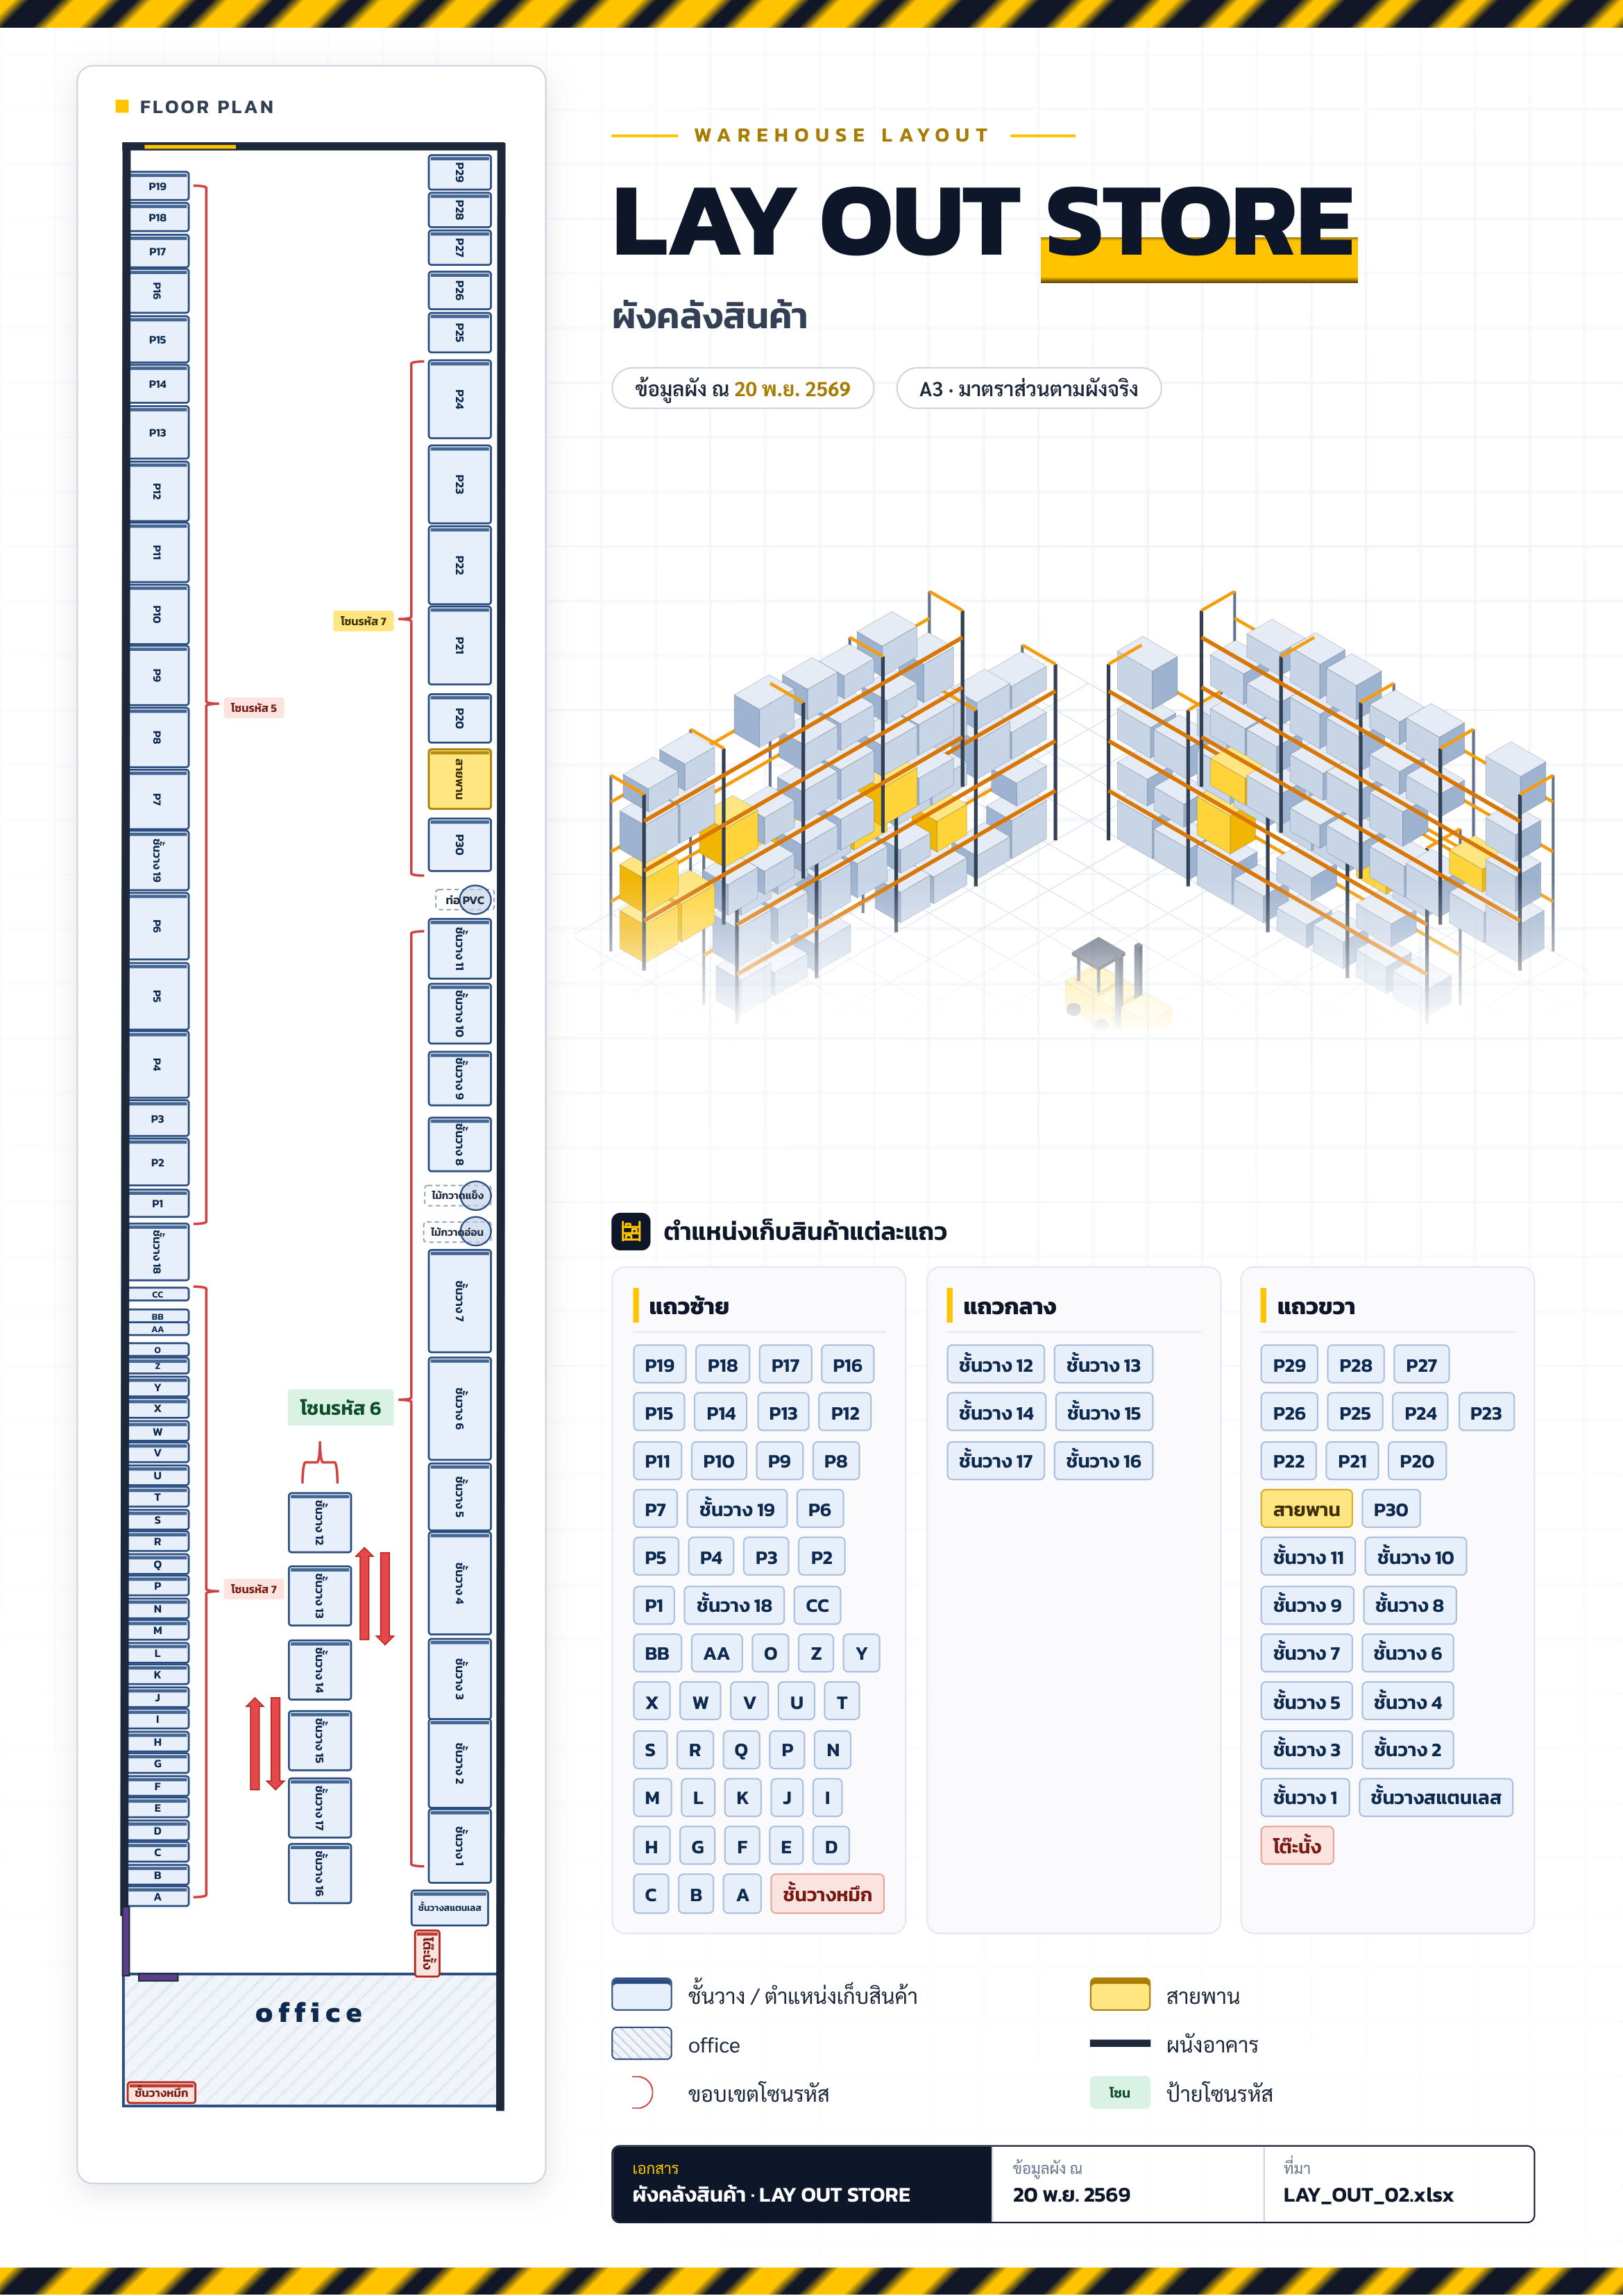 FLOOR PLAN
P19
P18
P17
P16
P15
P14
P13
P12
P11
P10
P9
P8
P7
ชั้นวาง 19
P6
P5
P4
P3
P2
P1
ชั้นวาง 18
CC
BB
AA
O
Z
Y
X
W
V
U
T
S
R
Q
P
N
M
L
K
J
I
H
G
F
E
D
C
B
A
โซนรหัส 5
โซนรหัส 7
โซนรหัส 7
โซนรหัส 6
ชั้นวาง 12
ชั้นวาง 13
ชั้นวาง 14
ชั้นวาง 15
ชั้นวาง 17
ชั้นวาง 16
P29
P28
P27
P26
P25
P24
P23
P22
P21
P20
สายพาน
P30
ท่อPVC
ชั้นวาง 11
ชั้นวาง 10
ชั้นวาง 9
ชั้นวาง 8
ไม้กวาดแข็ง
ไม้กวาดอ่อน
ชั้นวาง 7
ชั้นวาง 6
ชั้นวาง 5
ชั้นวาง 4
ชั้นวาง 3
ชั้นวาง 2
ชั้นวาง 1
ชั้นวางสแตนเลส
โต๊ะนั้ง
office
ชั้นวางหมึก
WAREHOUSE LAYOUT
LAY OUT STORE
ผังคลังสินค้า
ข้อมูลผัง ณ 20 พ.ย. 2569
A3 · มาตราส่วนตามผังจริง
ตำแหน่งเก็บสินค้าแต่ละแถว
แถวซ้าย
P19 P18 P17 P16
P15 P14 P13 P12
P11 P10 P9 P8
P7 ชั้นวาง 19 P6
P5 P4 P3 P2
P1 ชั้นวาง 18 CC
BB AA O Z Y
X W V U T
S R Q P N
M L K J I
H G F E D
C B A ชั้นวางหมึก
แถวกลาง
ชั้นวาง 12 ชั้นวาง 13
ชั้นวาง 14 ชั้นวาง 15
ชั้นวาง 17 ชั้นวาง 16
แถวขวา
P29 P28 P27
P26 P25 P24 P23
P22 P21 P20
สายพาน P30
ชั้นวาง 11 ชั้นวาง 10
ชั้นวาง 9 ชั้นวาง 8
ชั้นวาง 7 ชั้นวาง 6
ชั้นวาง 5 ชั้นวาง 4
ชั้นวาง 3 ชั้นวาง 2
ชั้นวาง 1 ชั้นวางสแตนเลส
โต๊ะนั้ง
ชั้นวาง / ตำแหน่งเก็บสินค้า
สายพาน
office
ผนังอาคาร
ขอบเขตโซนรหัส
โซน ป้ายโซนรหัส
เอกสาร
ผังคลังสินค้า · LAY OUT STORE
ข้อมูลผัง ณ
20 พ.ย. 2569
ที่มา
LAY_OUT_02.xlsx